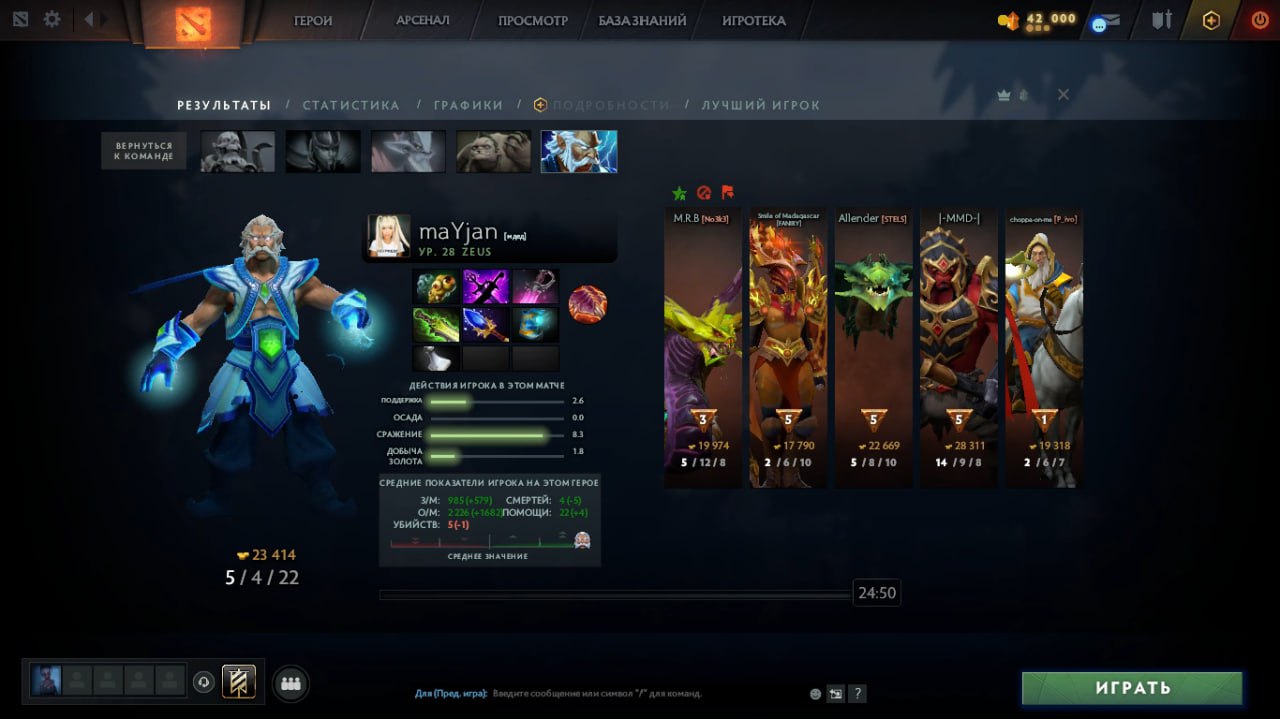 ГЕРОИ АРСЕНАЛ ПРОСМОТР БАЗА ЗНАНИЙ ИГРОТЕКА 42 000
РЕЗУЛЬТАТЫ / СТАТИСТИКА / ГРАФИКИ / ПОДРОБНОСТИ / ЛУЧШИЙ ИГРОК
ВЕРНУТЬСЯ
К КОМАНДЕ
maYjan
УР. 28 ZEUS
ДЕЙСТВИЯ ИГРОКА В ЭТОМ МАТЧЕ
ПОДДЕРЖКА 2.6
ОСАДА 0.0
СРАЖЕНИЕ 8.3
ДОБЫЧА
ЗОЛОТА 1.8
СРЕДНИЕ ПОКАЗАТЕЛИ ИГРОКА НА ЭТОМ ГЕРОЕ
З/М: 985 (+579) СМЕРТЕЙ: 4 (-5)
О/М: 2 226 (+1682) ПОМОЩИ: 22 (+4)
УБИЙСТВ: 5 (-1)
СРЕДНЕЕ ЗНАЧЕНИЕ
23 414
5 / 4 / 22
M.R.B [No3k3]
3
19 974
5 / 12 / 8
Smile of Madagascar
[FANRY]
5
17 790
2 / 6 / 10
Allender [STELS]
5
22 669
5 / 8 / 10
|-MMD-|
5
28 311
14 / 9 / 8
choppa-on-me [P_ivo]
1
19 318
2 / 6 / 7
24:50
Для (Пред. игра): Введите сообщение или символ "/" для команд.
?
ИГРАТЬ